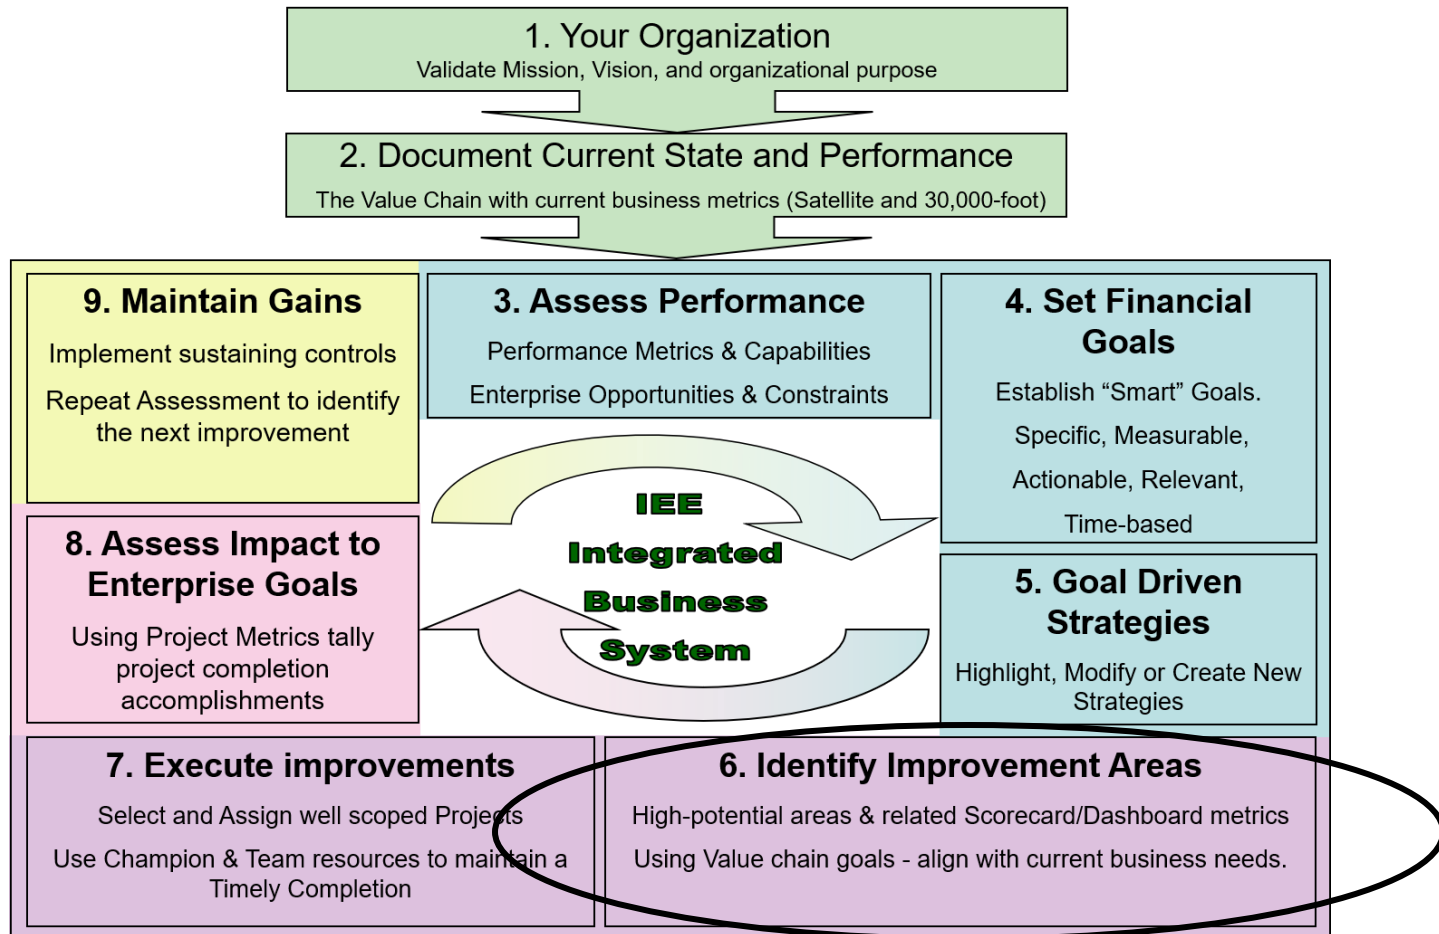 1. Your Organization
Validate Mission, Vision, and organizational purpose
2. Document Current State and Performance
The Value Chain with current business metrics (Satellite and 30,000-foot)
9. Maintain Gains
Implement sustaining controls
Repeat Assessment to identify
the next improvement
3. Assess Performance
Performance Metrics & Capabilities
Enterprise Opportunities & Constraints
4. Set Financial
Goals
Establish “Smart” Goals.
Specific, Measurable,
Actionable, Relevant,
Time-based
IEE
Integrated
Business
System
8. Assess Impact to
Enterprise Goals
Using Project Metrics tally
project completion
accomplishments
5. Goal Driven
Strategies
Highlight, Modify or Create New
Strategies
7. Execute improvements
Select and Assign well scoped Projects
Use Champion & Team resources to maintain a
Timely Completion
6. Identify Improvement Areas
High-potential areas & related Scorecard/Dashboard metrics
Using Value chain goals - align with current business needs.